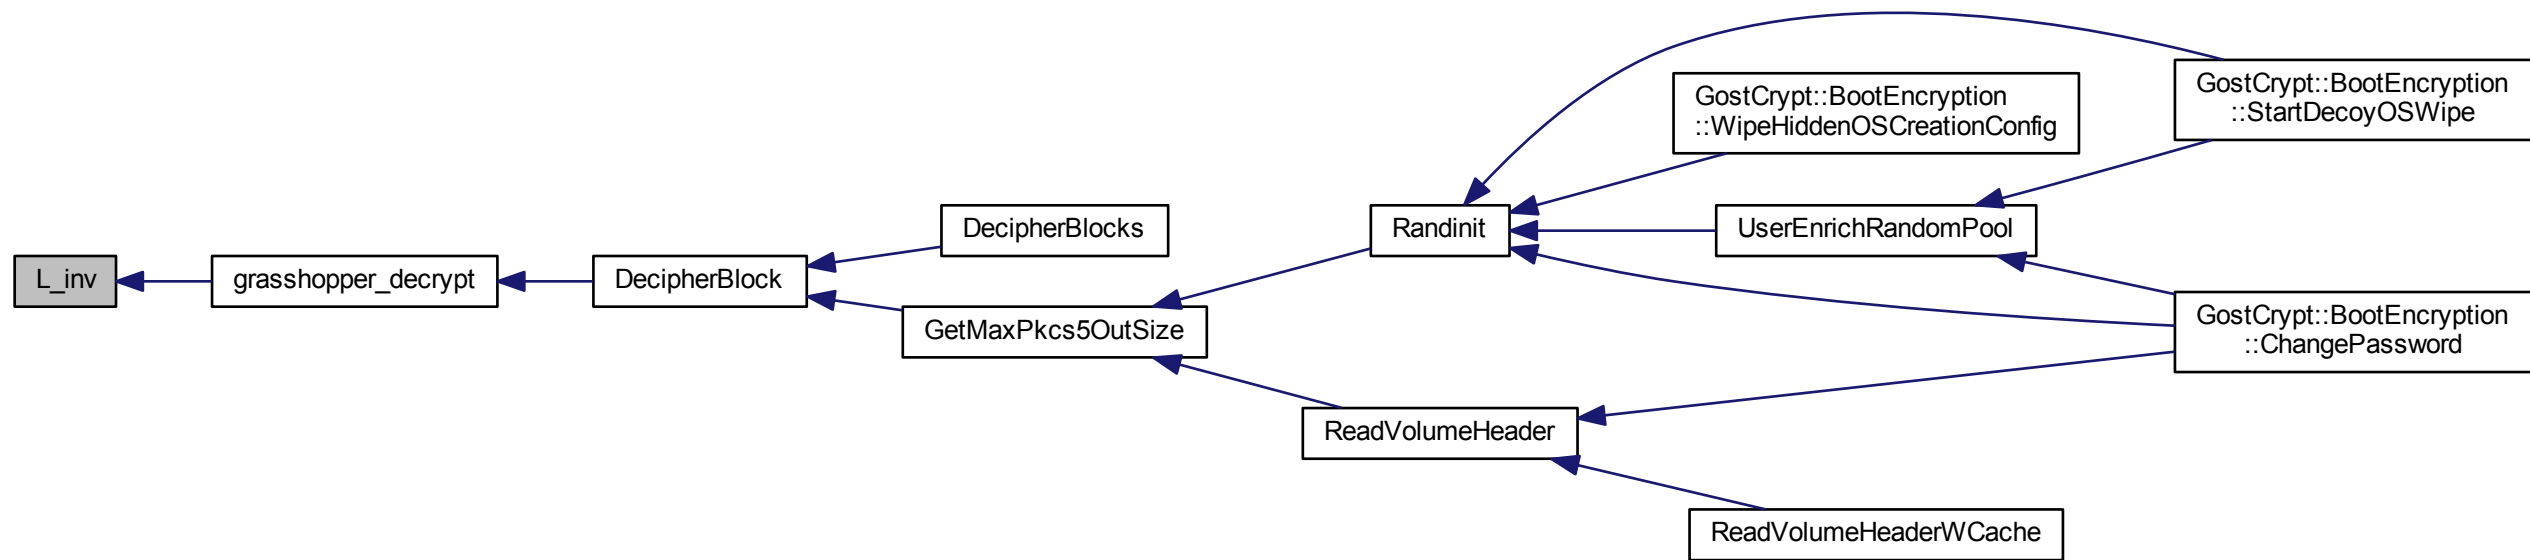 L_inv
grasshopper_decrypt
DecipherBlock
DecipherBlocks
GetMaxPkcs5OutSize
Randinit
ReadVolumeHeader
GostCrypt::BootEncryption
::WipeHiddenOSCreationConfig
UserEnrichRandomPool
ReadVolumeHeaderWCache
GostCrypt::BootEncryption
::StartDecoyOSWipe
GostCrypt::BootEncryption
::ChangePassword